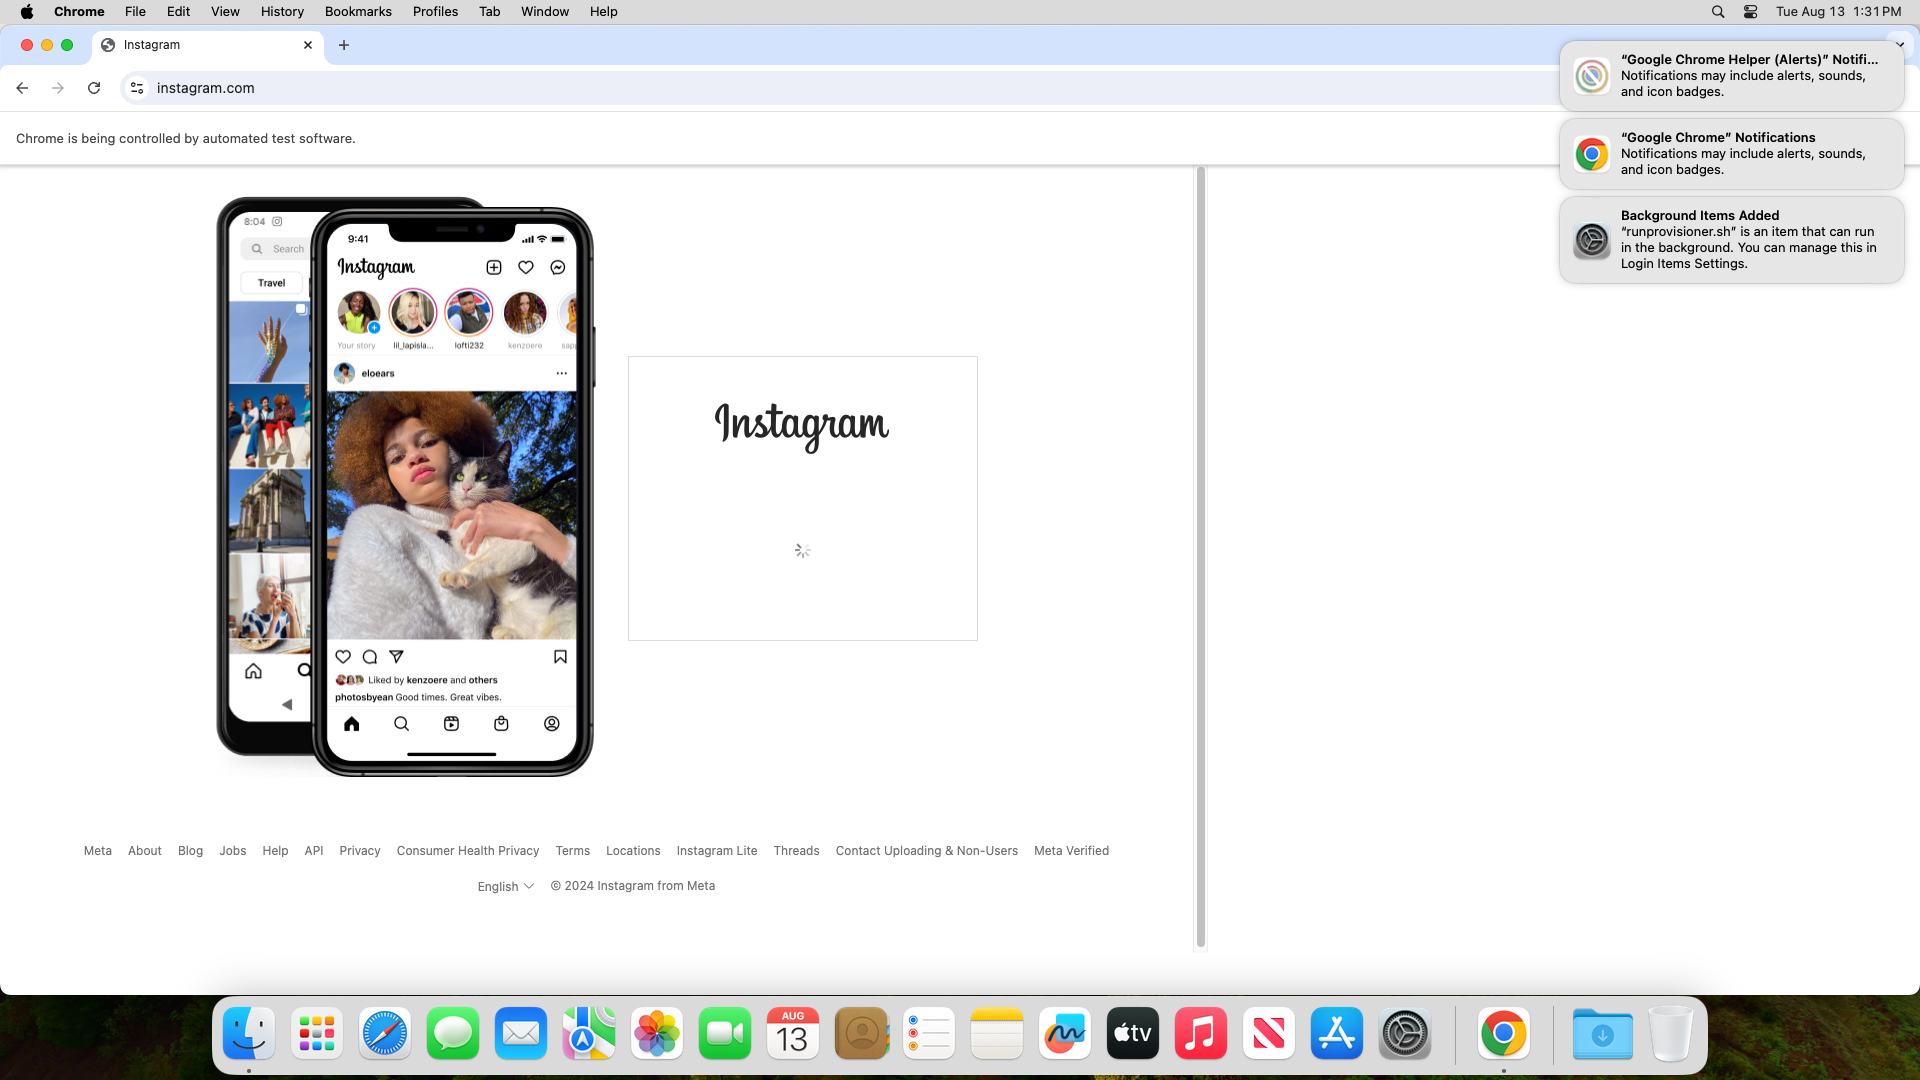 Chrome File Edit View History Bookmarks Profiles Tab Window Help Tue Aug 13 1:31 PM
Instagram
instagram.com
Chrome is being controlled by automated test software.
“Google Chrome Helper (Alerts)” Notifi...
Notifications may include alerts, sounds,
and icon badges.
“Google Chrome” Notifications
Notifications may include alerts, sounds,
and icon badges.
Background Items Added
“runprovisioner.sh” is an item that can run
in the background. You can manage this in
Login Items Settings.
8:04
Search
Travel
9:41
Instagram
Your story lil_lapisla... lofti232 kenzoere sapp
eloears
Liked by kenzoere and others
photosbyean Good times. Great vibes.
Instagram
Meta About Blog Jobs Help API Privacy Consumer Health Privacy Terms Locations Instagram Lite Threads Contact Uploading & Non-Users Meta Verified
English © 2024 Instagram from Meta
AUG
13
tv